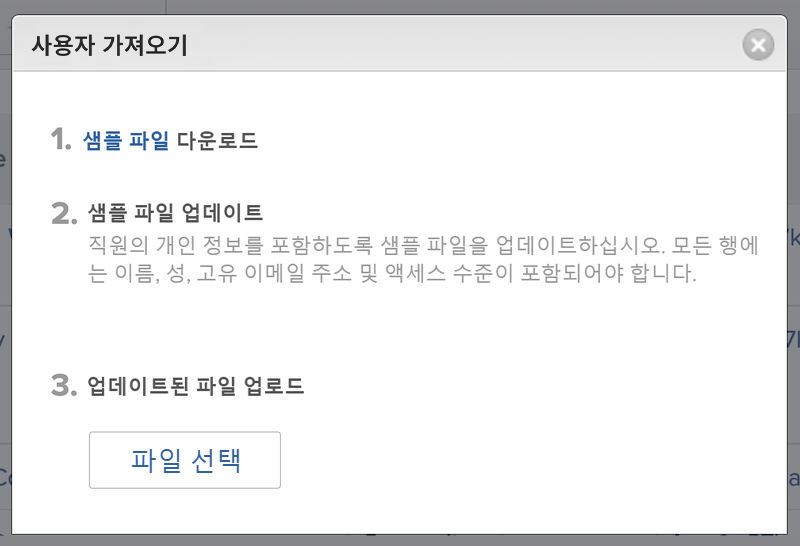 사용자 가져오기
1. 샘플 파일 다운로드
2. 샘플 파일 업데이트
직원의 개인 정보를 포함하도록 샘플 파일을 업데이트하십시오. 모든 행에
는 이름, 성, 고유 이메일 주소 및 액세스 수준이 포함되어야 합니다.
3. 업데이트된 파일 업로드
파일 선택